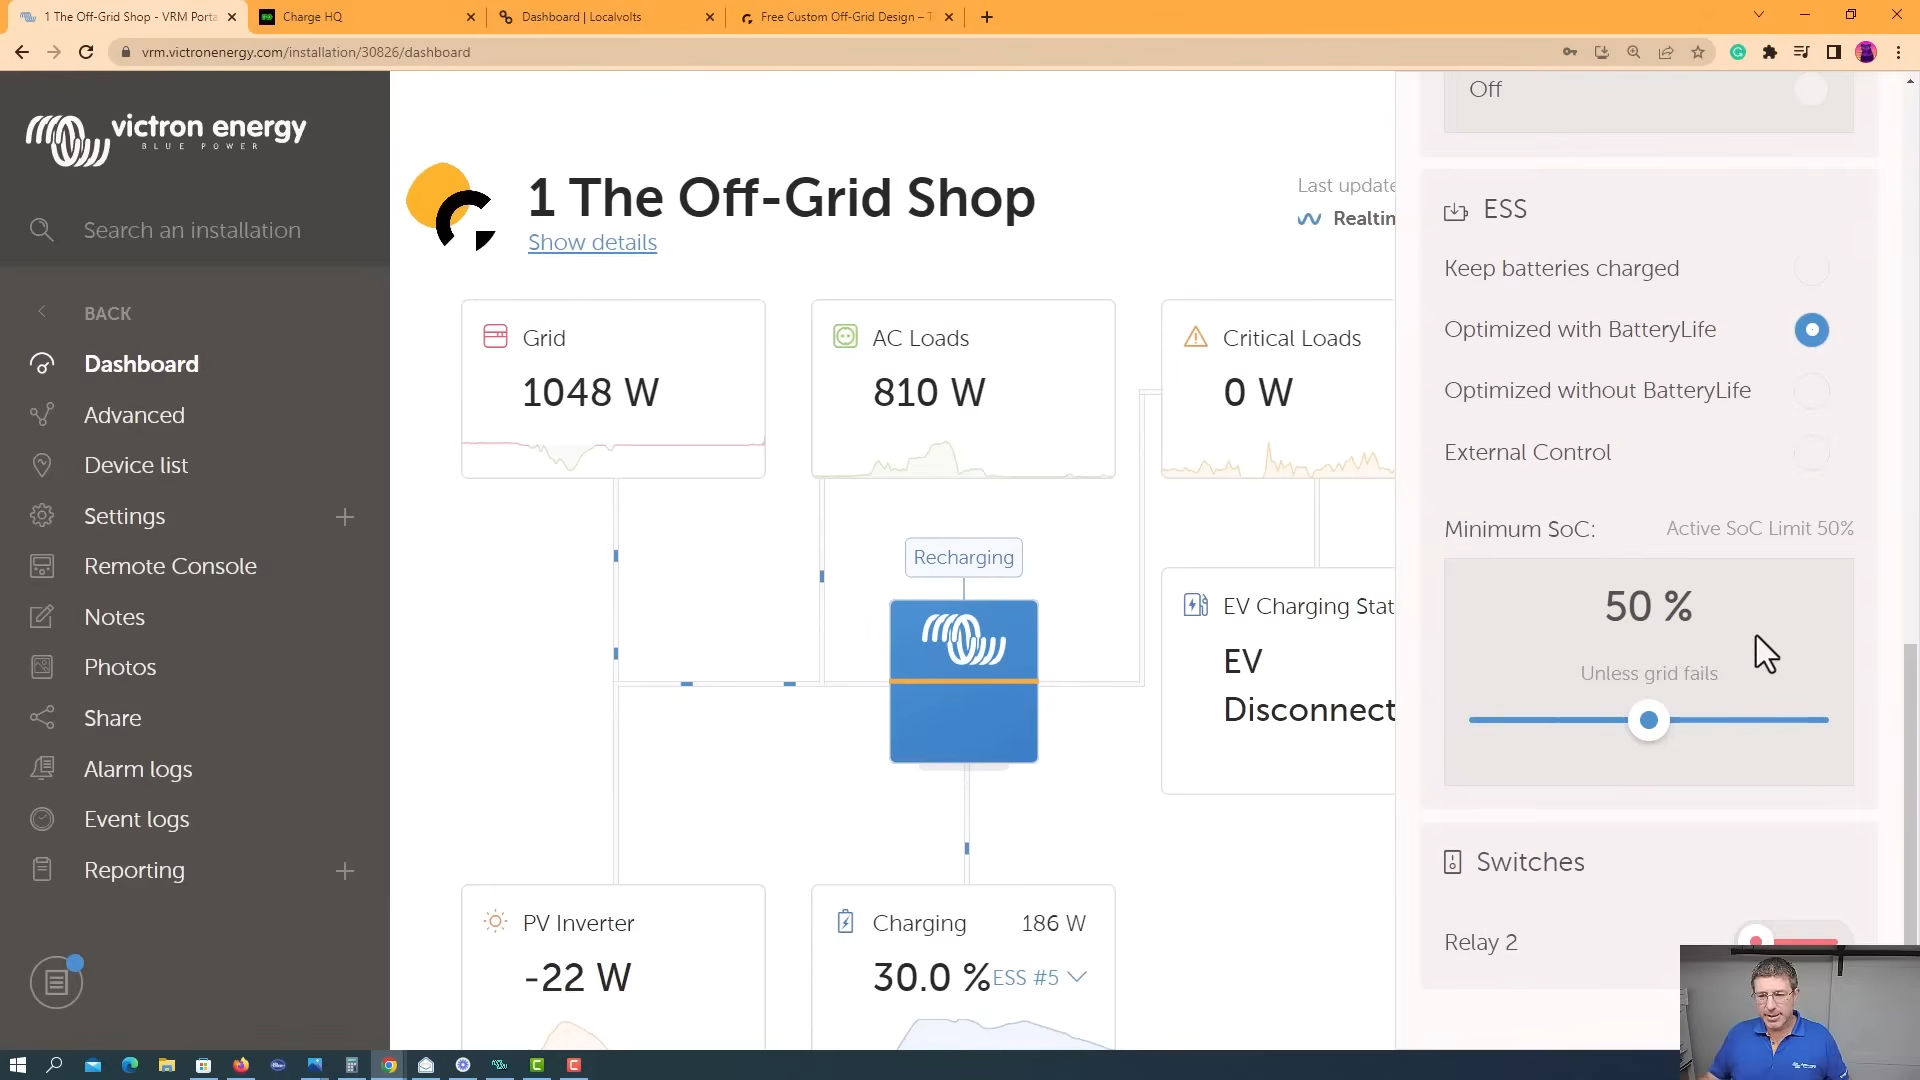 1 The Off-Grid Shop - VRM Porta
Charge HQ
Dashboard | Localvolts
Free Custom Off-Grid Design – T
vrm.victronenergy.com/installation/30826/dashboard
victron energy
BLUE POWER
Search an installation
BACK
Dashboard
Advanced
Device list
Settings
Remote Console
Notes
Photos
Share
Alarm logs
Event logs
Reporting
1 The Off-Grid Shop
Show details
Last update
Realtin
Grid
1048 W
AC Loads
810 W
Critical Loads
0 W
Recharging
EV Charging Stat
EV
Disconnect
PV Inverter
-22 W
Charging 186 W
30.0 % ESS #5
Off
ESS
Keep batteries charged
Optimized with BatteryLife
Optimized without BatteryLife
External Control
Minimum SoC: Active SoC Limit 50%
50 %
Unless grid fails
Switches
Relay 2